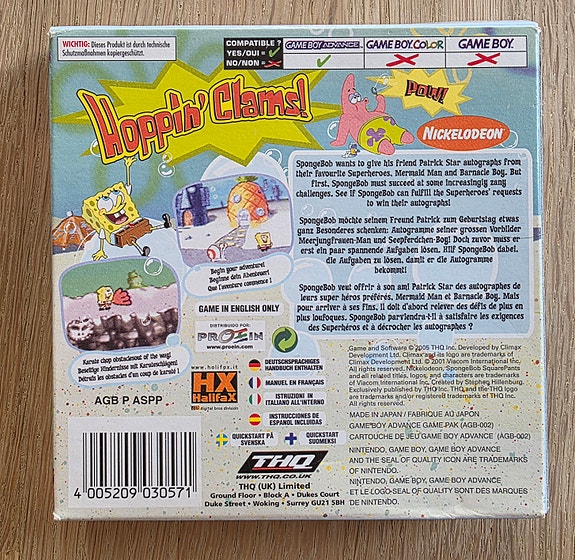 WICHTIG: Dieses Produkt ist durch technische
Schutzmaßnahmen kopiergeschützt.
COMPATIBLE ?
YES/OUI =
NO/NON =
GAME BOY ADVANCE
GAME BOY COLOR
GAME BOY
Hoppin' Clams!
POW!
NICKELODEON
SpongeBob wants to give his friend Patrick Star autographs from
their favourite Superheroes, Mermaid Man and Barnacle Boy. But
first, SpongeBob must succeed at some increasingly zany
challenges. See if SpongeBob can fulfill the Superheroes' requests
to win their autographs!
SpongeBob möchte seinem Freund Patrick zum Geburtstag etwas
ganz Besonderes schenken: Autogramme seiner grossen Vorbilder
Meerjungfrauen-Man und Seepferdchen-Boy! Doch zuvor muss er
erst ein paar spannende Aufgaben lösen. Hilf SpongeBob dabei,
die Aufgaben zu lösen, damit er die Autogramme
bekommt!
SpongeBob veut offrir à son ami Patrick Star des autographes de
leurs super héros préférés, Mermaid Man et Barnacle Boy. Mais
pour arriver à ses fins, il doit d'abord relever des défis de plus en
plus loufoques. SpongeBob parviendra-t-il à satisfaire les exigences
des Superhéros et à décrocher les autographes ?
Begin your adventure!
Beginne dein Abenteuer!
Que l'aventure commence !
Karate chop obstacles out of the way!
Beseitige Hindernisse mit Karateschlägen!
Détruis les obstacles d'un coup de karaté !
GAME IN ENGLISH ONLY
DISTRIBUIDO POR:
PROEIN
www.proein.com
www.halifax.it
HX
Halifax
digital bros division
AGB P ASPP
DEUTSCHSPRACHIGES
HANDBUCH ENTHALTEN
MANUEL EN FRANÇAIS
ISTRUZIONI IN
ITALIANO ALL'INTERNO
INSTRUCCIONES DE
ESPANOL INCLUIDO
QUICKSTART PÅ
SVENSKA
QUICKSTART
SUOMEKSI
Game and Software © 2005 THQ Inc. Developed by Climax
Development Ltd. Climax and its logo are trademarks of
Climax Development Ltd. © 2001 Viacom International Inc.
All rights reserved. Nickelodeon, SpongeBob SquarePants
and all related titles, logos, and characters are trademarks
of Viacom International Inc. Created by Stephen Hillenburg.
Exclusively published by THQ Inc. THQ and the THQ logo
are trademarks and/or registered trademarks of THQ Inc.
All rights reserved.
MADE IN JAPAN / FABRIQUE AU JAPON
GAME BOY ADVANCE GAME-PAK (AGB-002)
CARTOUCHE DE JEU GAME BOY ADVANCE (AGB-002)
NINTENDO, GAME BOY, GAME BOY ADVANCE
AND THE SEAL OF QUALITY ICON ARE TRADEMARKS
OF NINTENDO.
NINTENDO, GAME BOY, GAME BOY ADVANCE
ET LE LOGO SEAL OF QUALITY SONT DES MARQUES
DE NINTENDO.
4 005209 030571
THQ
WWW.THQ.CO.UK
THQ (UK) Limited
Ground Floor • Block A • Dukes Court
Duke Street • Woking • Surrey GU21 5BH